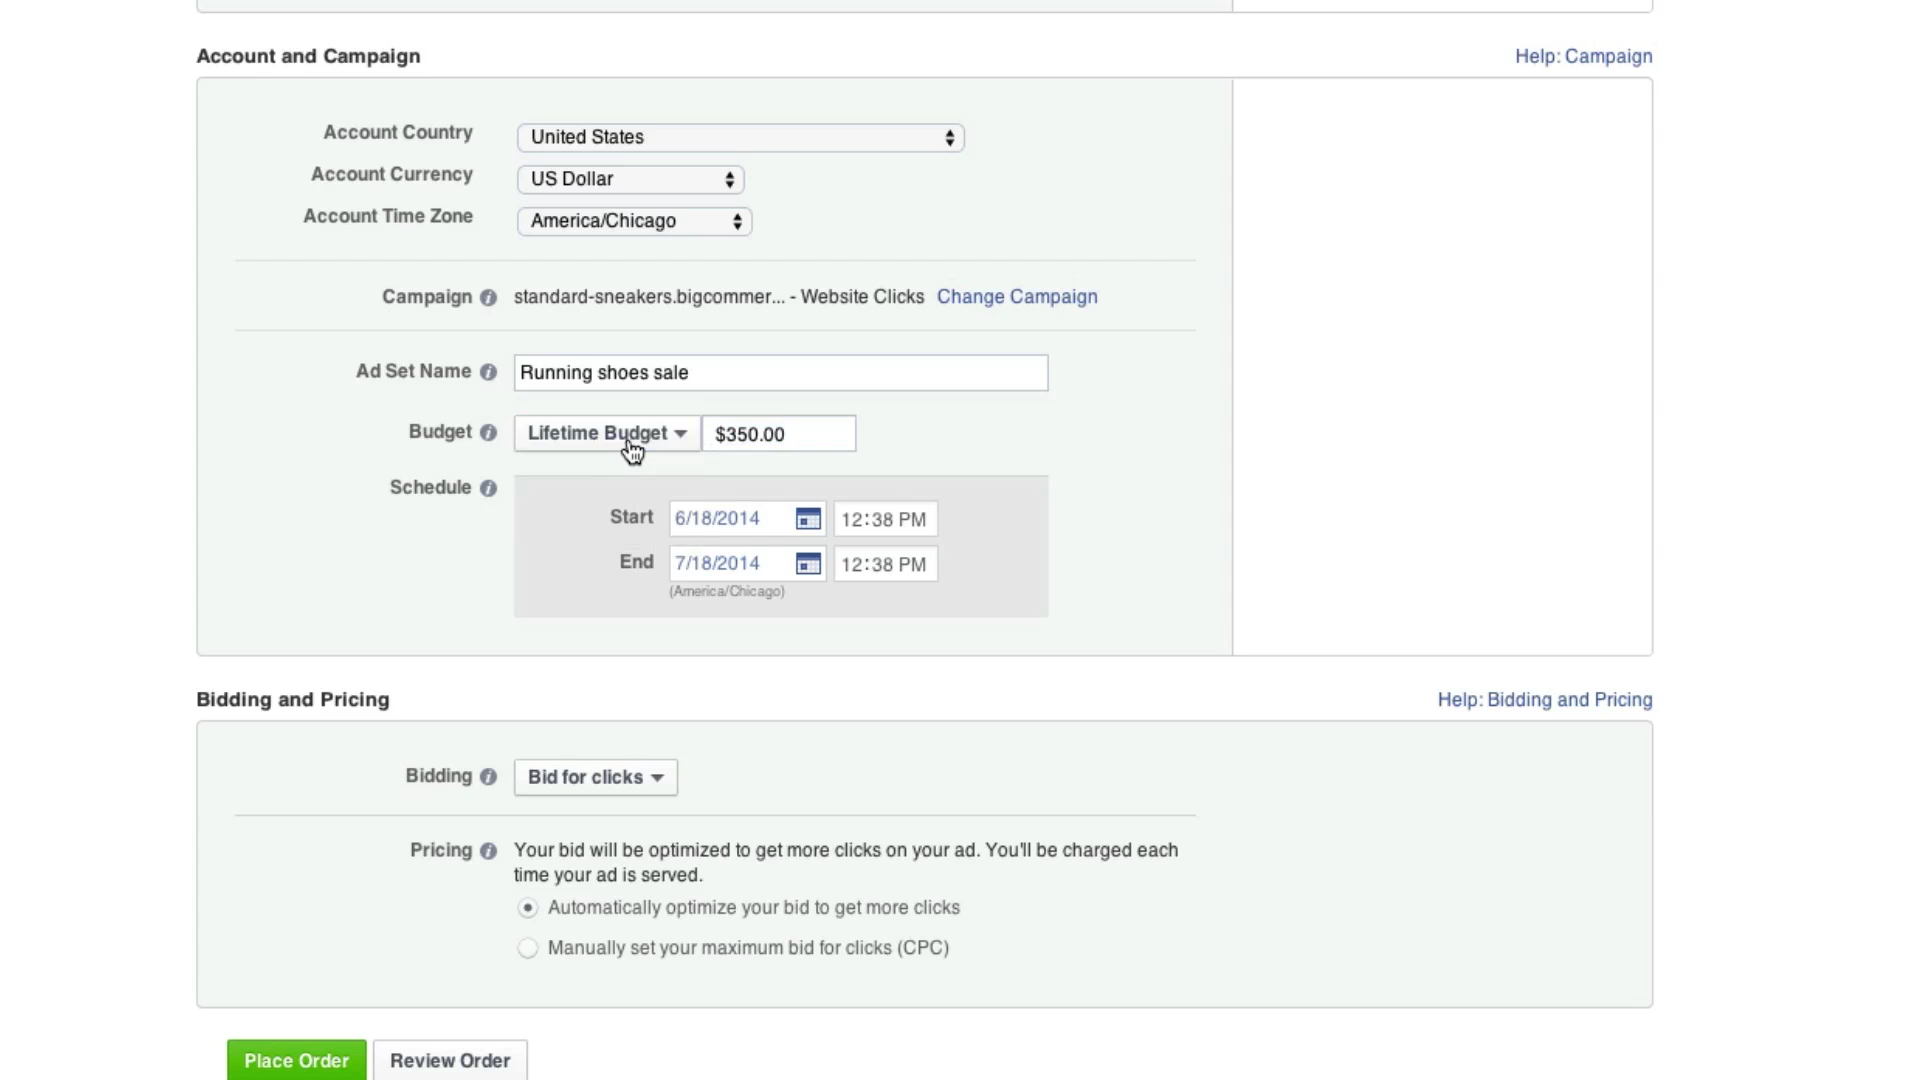 Account and Campaign
Help: Campaign
Account Country
United States
Account Currency
US Dollar
Account Time Zone
America/Chicago
Campaign
standard-sneakers.bigcommer... - Website Clicks
Change Campaign
Ad Set Name
Running shoes sale
Budget
Lifetime Budget
$350.00
Schedule
Start
6/18/2014
12:38 PM
End
7/18/2014
12:38 PM
(America/Chicago)
Bidding and Pricing
Help: Bidding and Pricing
Bidding
Bid for clicks
Pricing
Your bid will be optimized to get more clicks on your ad. You'll be charged each
time your ad is served.
Automatically optimize your bid to get more clicks
Manually set your maximum bid for clicks (CPC)
Place Order
Review Order